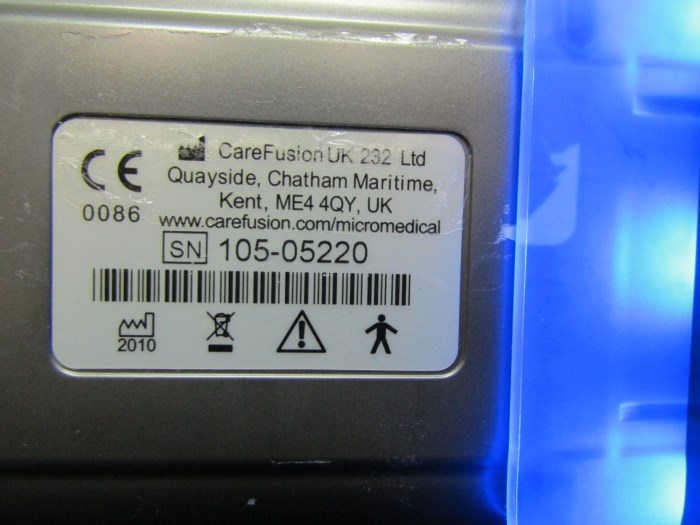 CE
0086
CareFusion UK 232 Ltd
Quayside, Chatham Maritime,
Kent, ME4 4QY, UK
www.carefusion.com/micromedical
SN 105-05220
2010